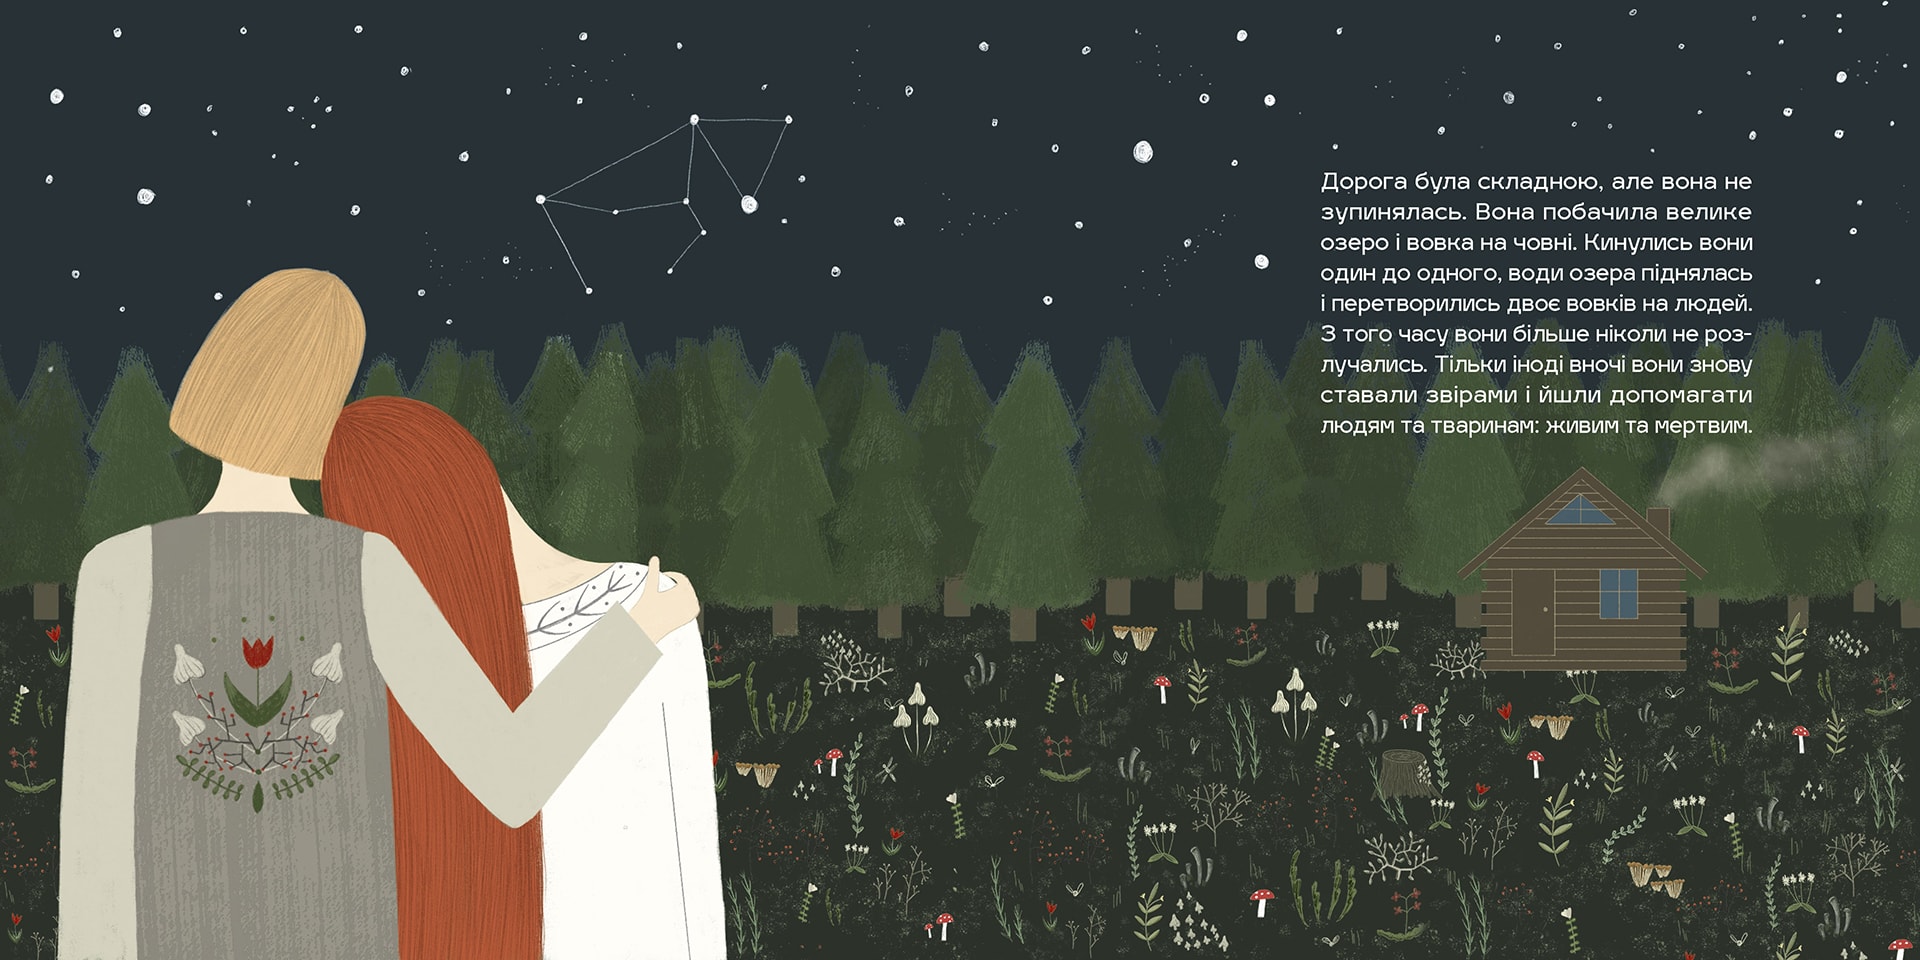 Дорога була складною, але вона не
зупинялась. Вона побачила велике
озеро і вовка на човні. Кинулись вони
один до одного, води озера піднялась
і перетворились двоє вовків на людей.
З того часу вони більше ніколи не роз-
лучались. Тільки іноді вночі вони знову
ставали звірами і йшли допомагати
людям та тваринам: живим та мертвим.